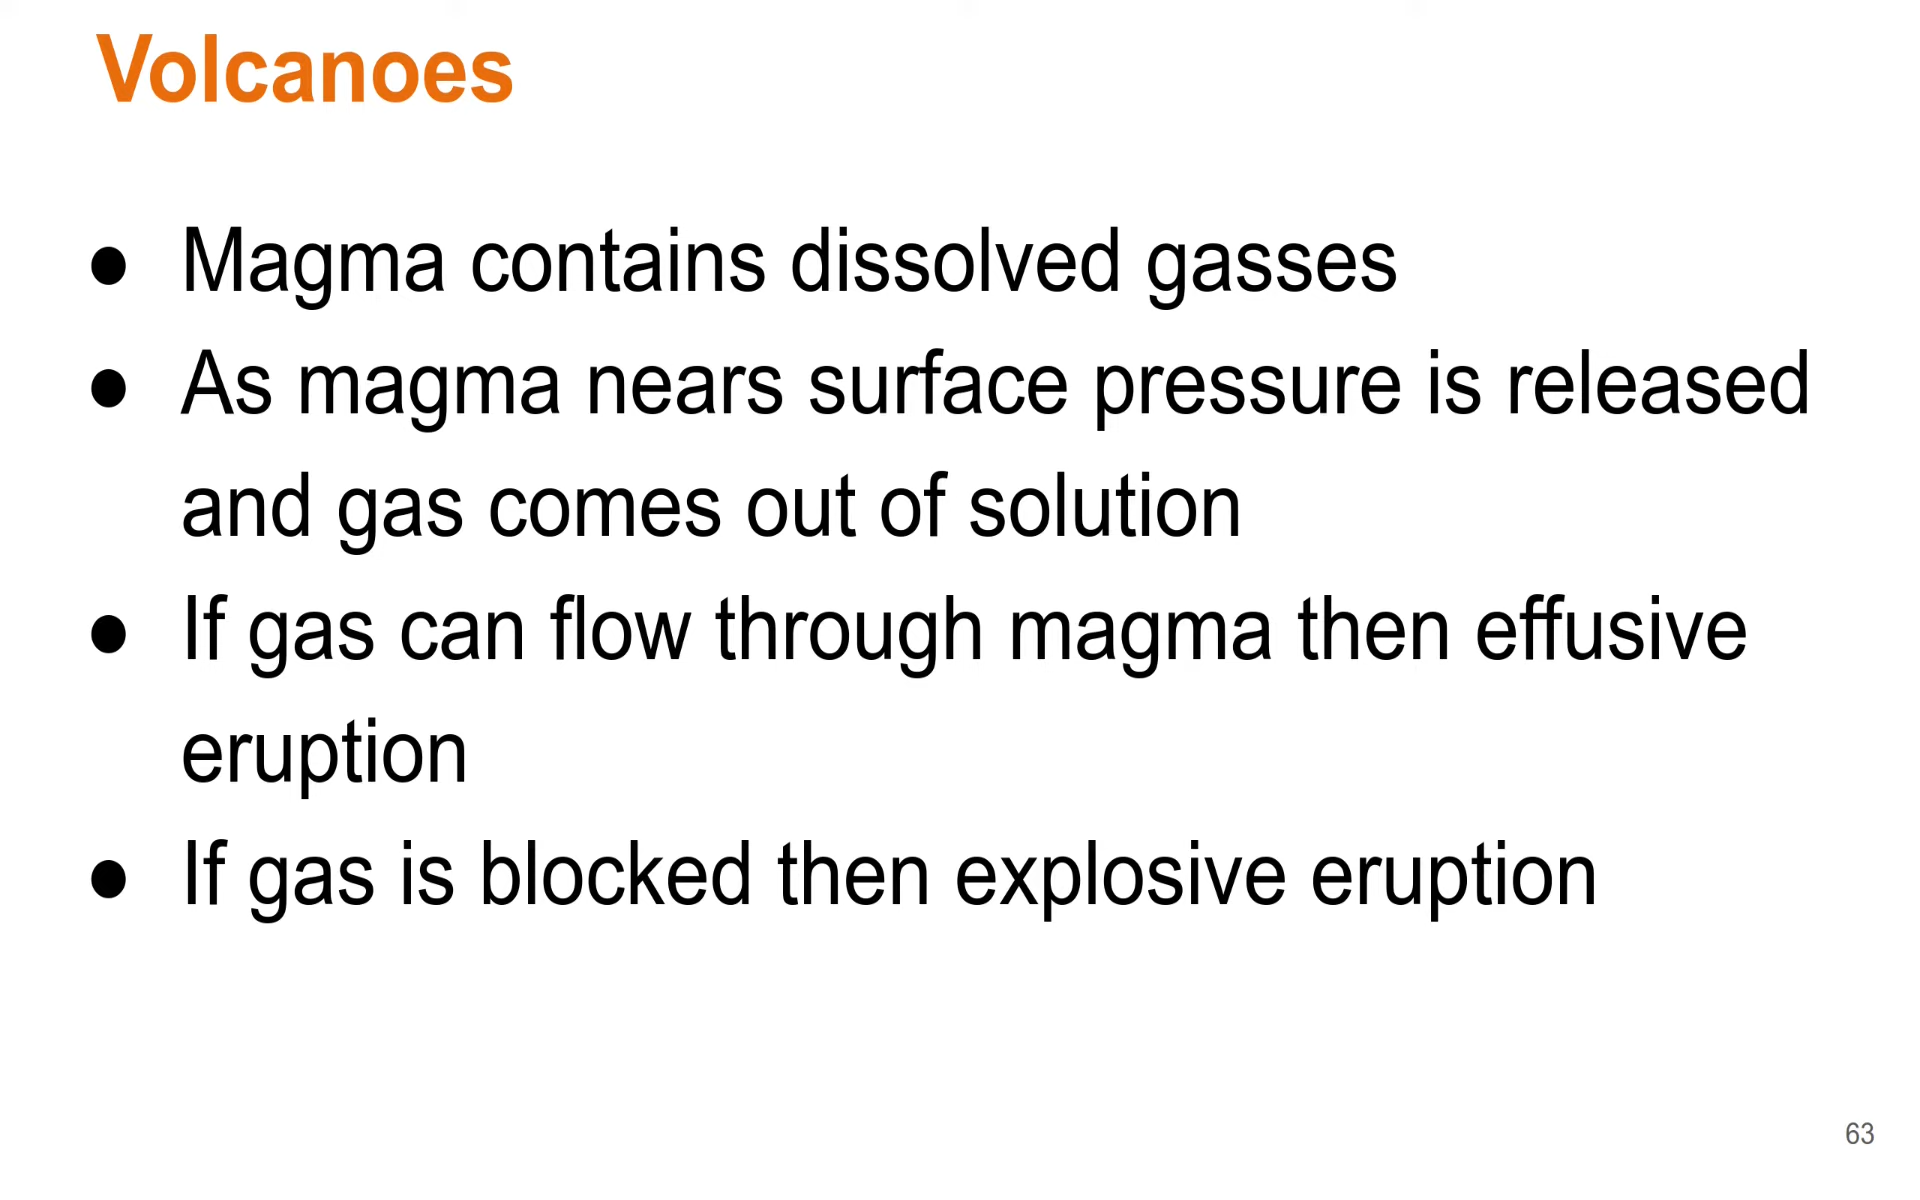 Volcanoes
● Magma contains dissolved gasses
● As magma nears surface pressure is released
and gas comes out of solution
● If gas can flow through magma then effusive
eruption
● If gas is blocked then explosive eruption
63